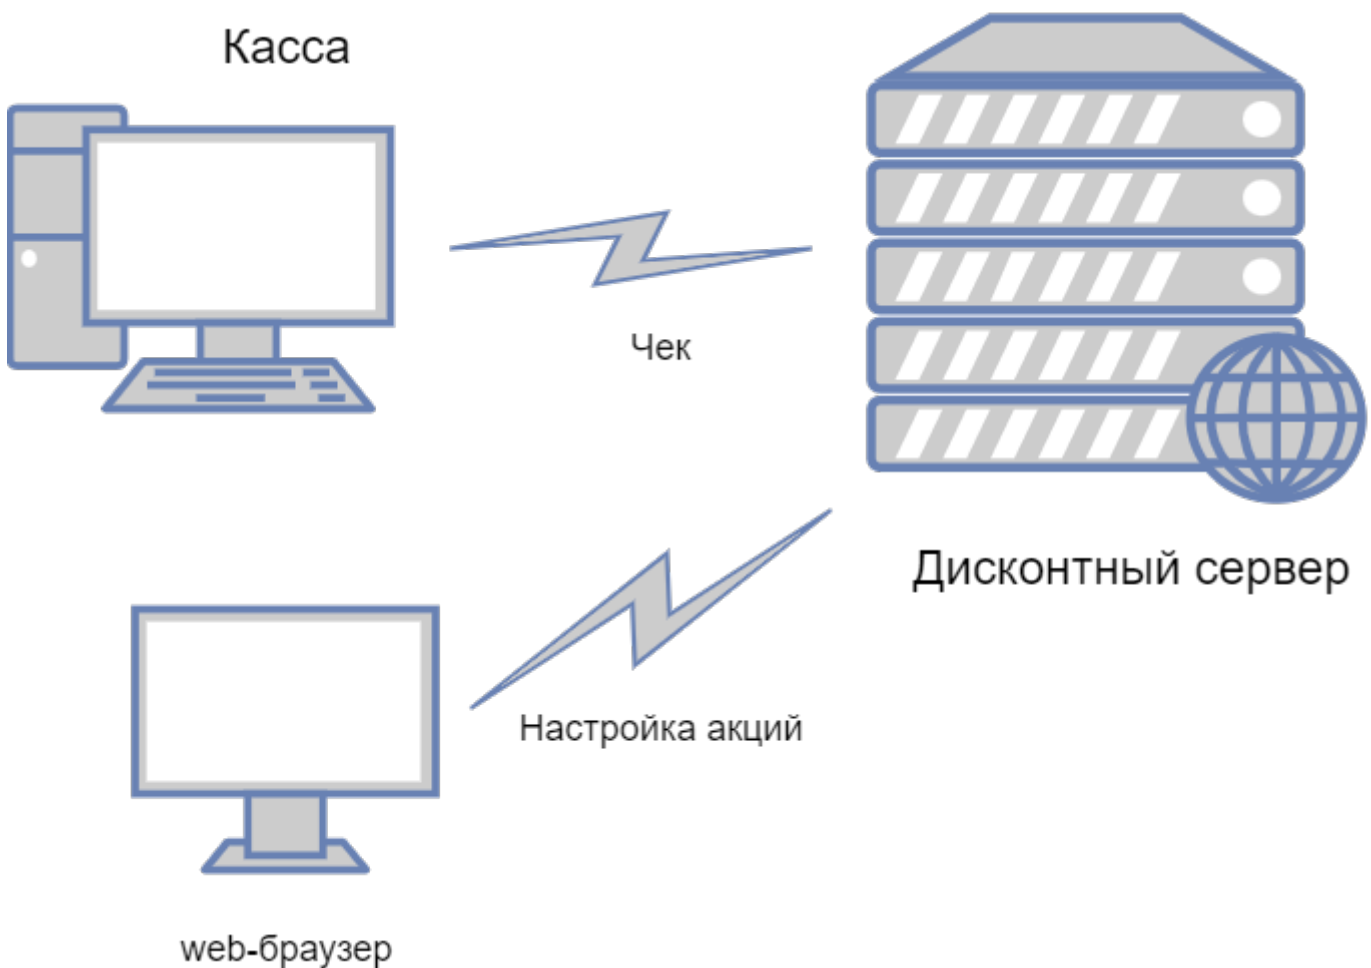 Касса
Чек
Дисконтный сервер
Настройка акций
web-браузер